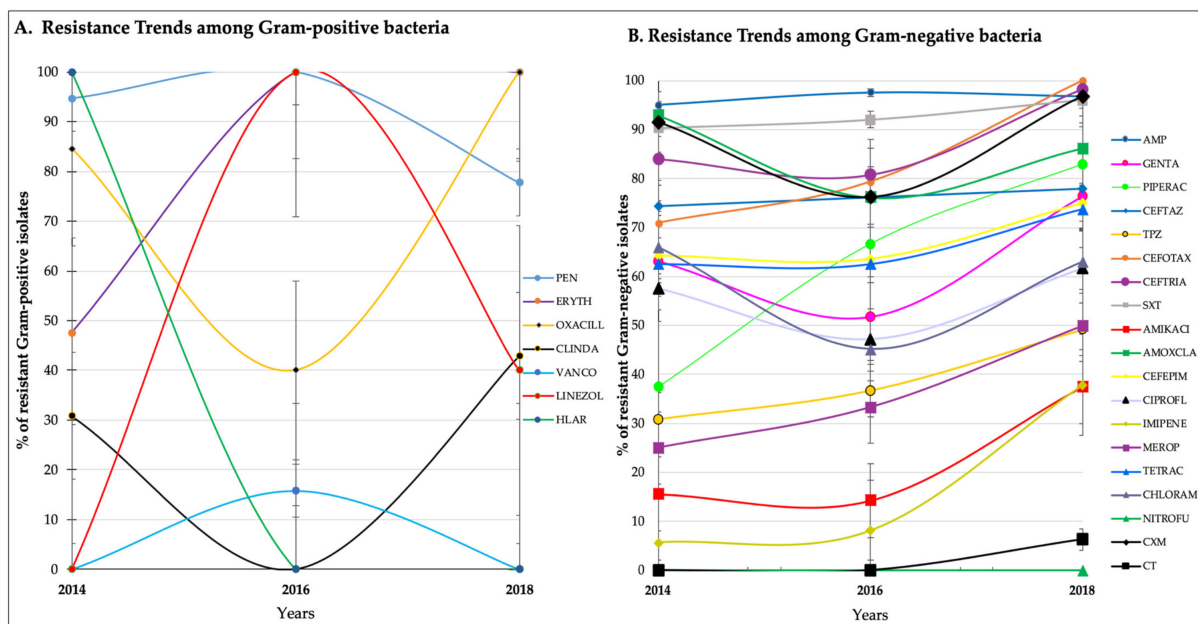 A. Resistance Trends among Gram-positive bacteria
% of resistant Gram-positive isolates
100
90
80
70
60
50
40
30
20
10
0
2014
2016
2018
Years
PEN
ERYTH
OXACILL
CLINDA
VANCO
LINEZOL
HLAR
B. Resistance Trends among Gram-negative bacteria
% of resistant Gram-negative isolates
100
90
80
70
60
50
40
30
20
10
0
2014
2016
2018
Years
AMP
GENTA
PIPERAC
CEFTAZ
TPZ
CEFOTAX
CEFTRIA
SXT
AMIKACI
AMOXCLA
CEFEPIM
CIPROFL
IMIPENE
MEROP
TETRAC
CHLORAM
NITROFU
CXM
CT